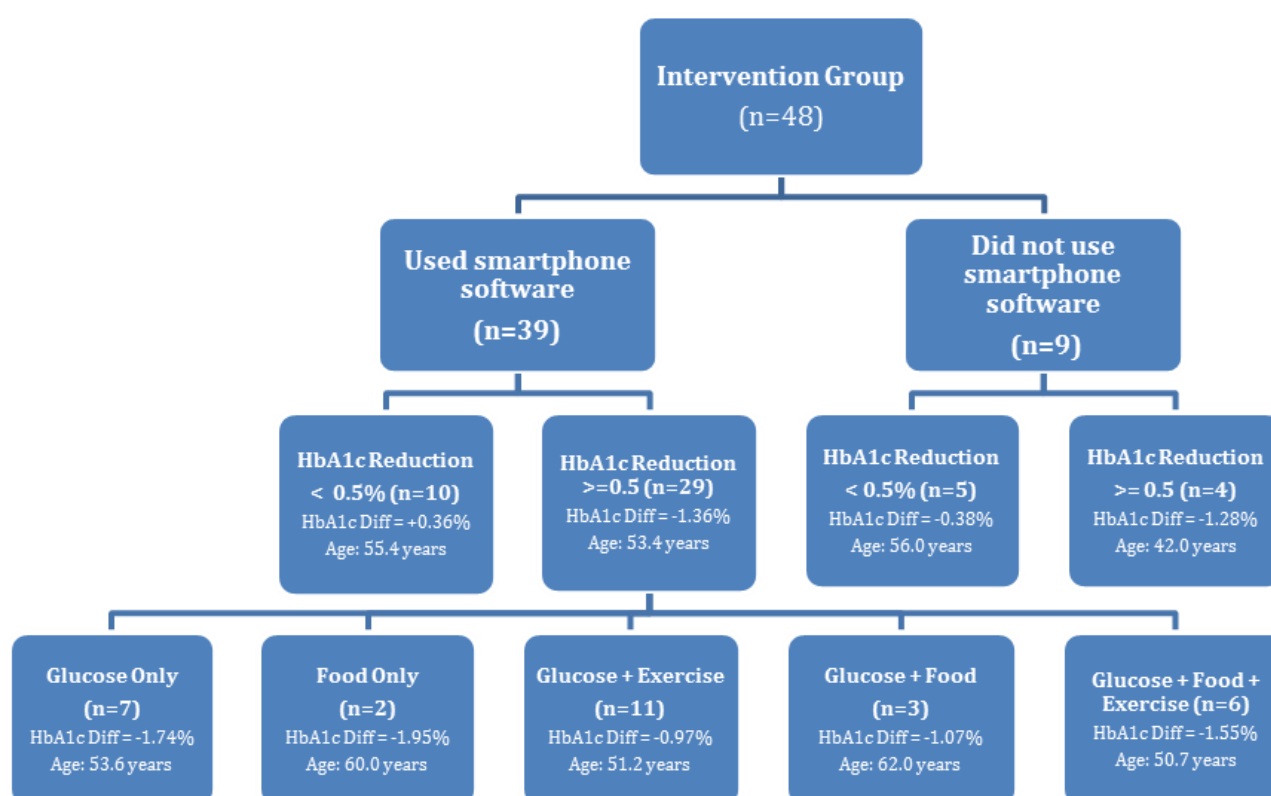 Intervention Group
(n=48)
Used smartphone
software
(n=39)
Did not use
smartphone
software
(n=9)
HbA1c Reduction
< 0.5% (n=10)
HbA1c Diff = +0.36%
Age: 55.4 years
HbA1c Reduction
>=0.5 (n=29)
HbA1c Diff = -1.36%
Age: 53.4 years
HbA1c Reduction
< 0.5% (n=5)
HbA1c Diff = -0.38%
Age: 56.0 years
HbA1c Reduction
>= 0.5 (n=4)
HbA1c Diff = -1.28%
Age: 42.0 years
Glucose Only
(n=7)
HbA1c Diff = -1.74%
Age: 53.6 years
Food Only
(n=2)
HbA1c Diff = -1.95%
Age: 60.0 years
Glucose + Exercise
(n=11)
HbA1c Diff = -0.97%
Age: 51.2 years
Glucose + Food
(n=3)
HbA1c Diff = -1.07%
Age: 62.0 years
Glucose + Food +
Exercise (n=6)
HbA1c Diff = -1.55%
Age: 50.7 years